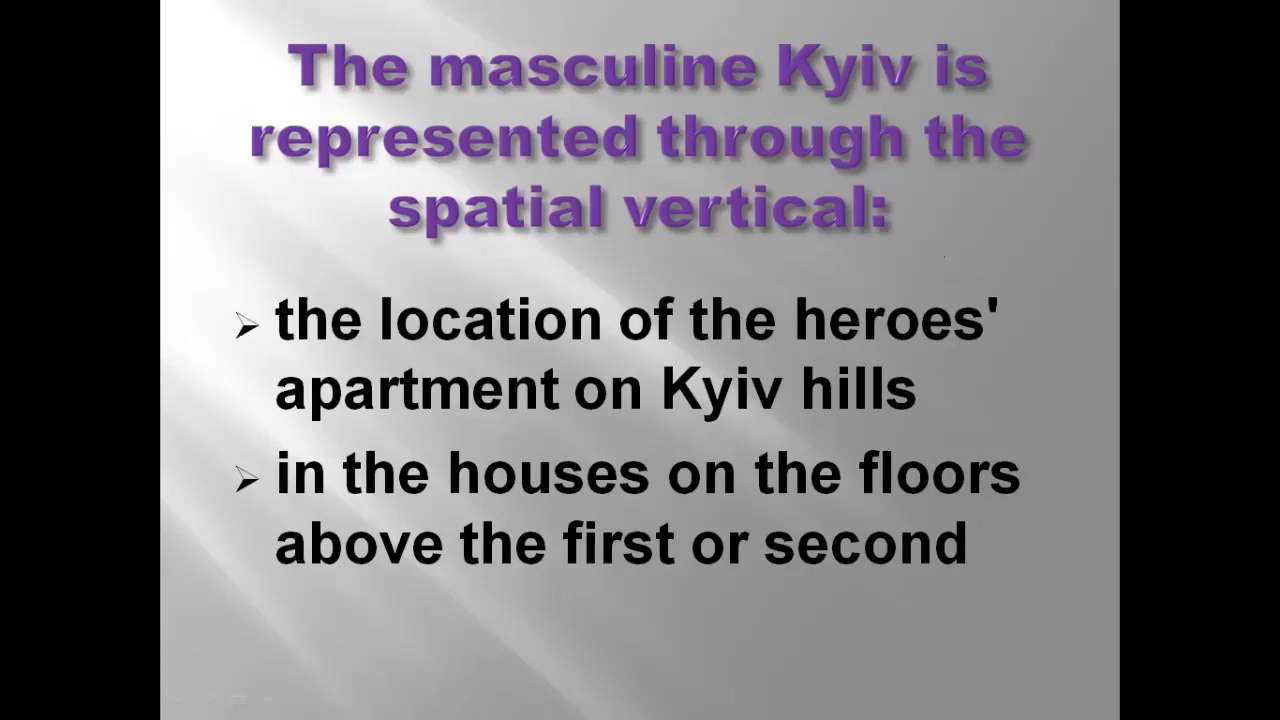 The masculine Kyiv is
represented through the
spatial vertical:
the location of the heroes'
apartment on Kyiv hills
in the houses on the floors
above the first or second